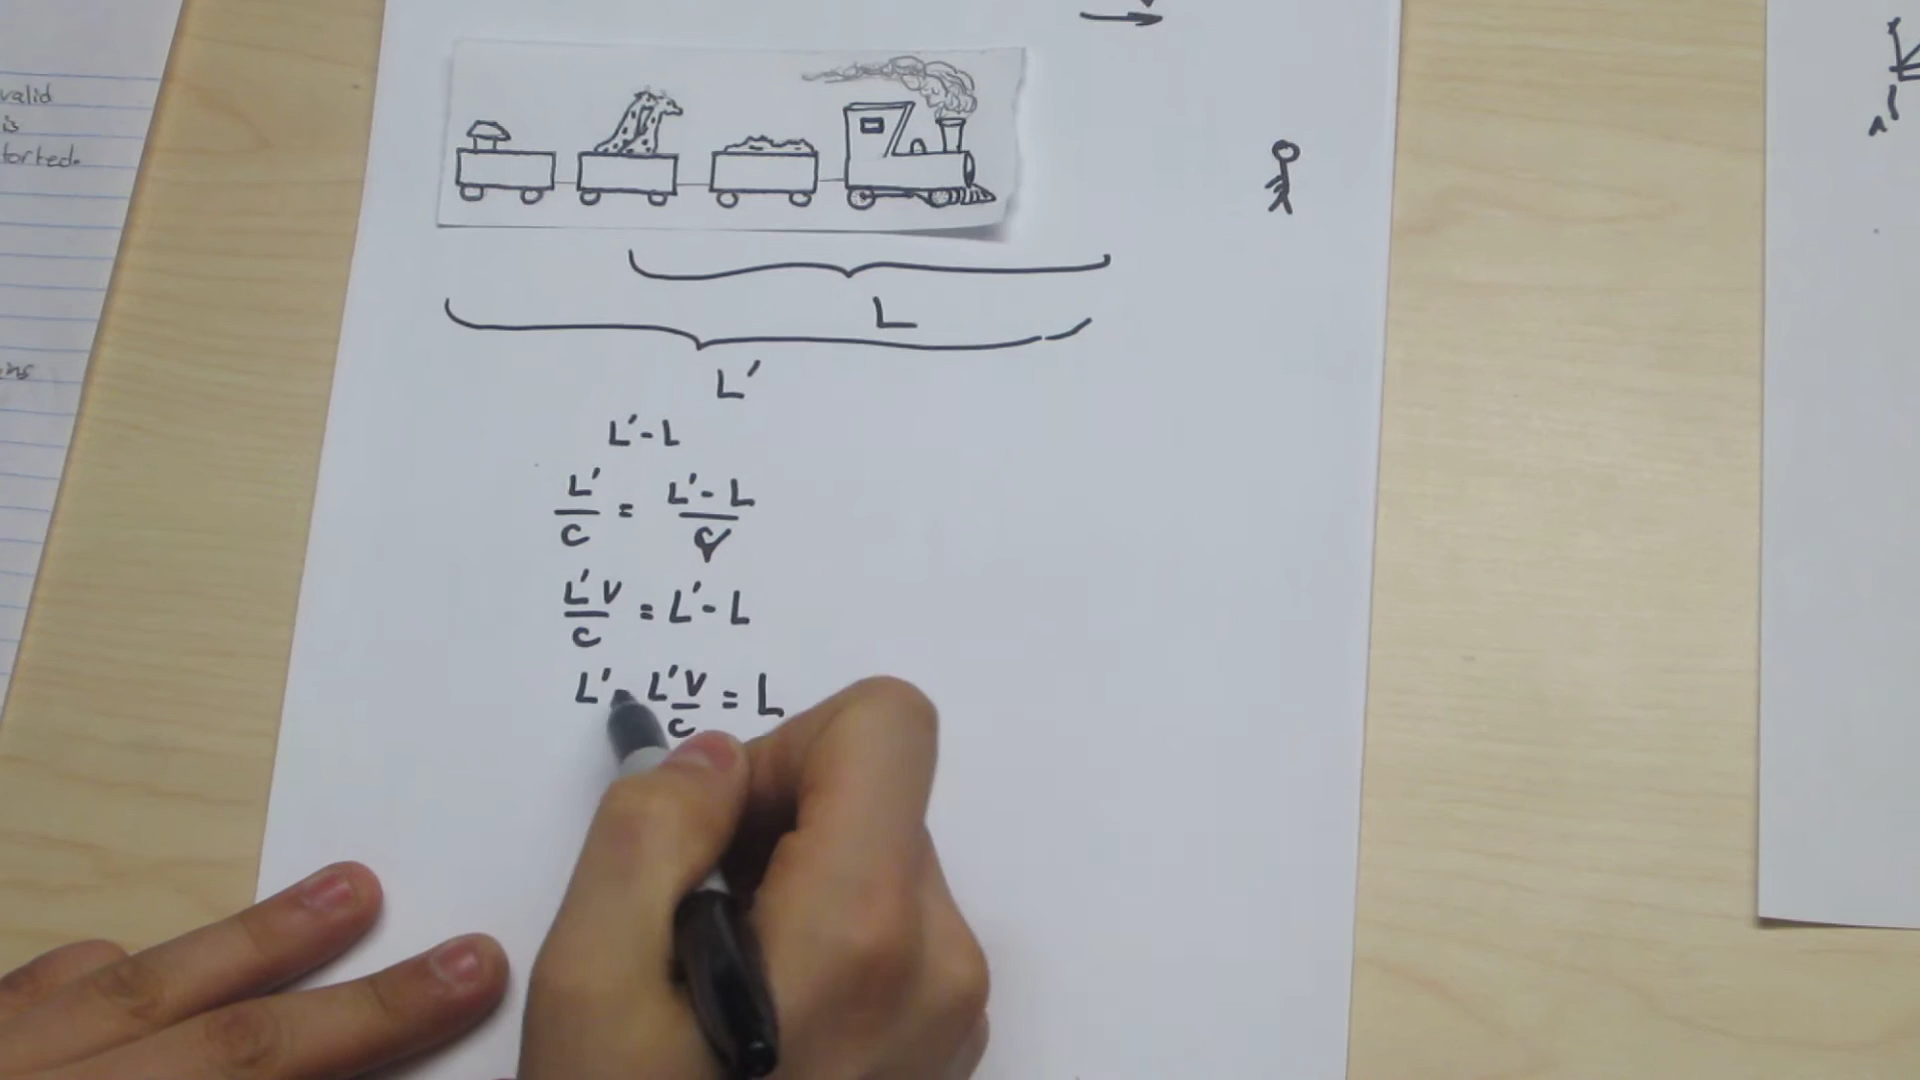 valid
is
torted.
L
L'
L'-L
L'/C = L'-L/V
L'V/C = L'-L
L' L'V/C = L